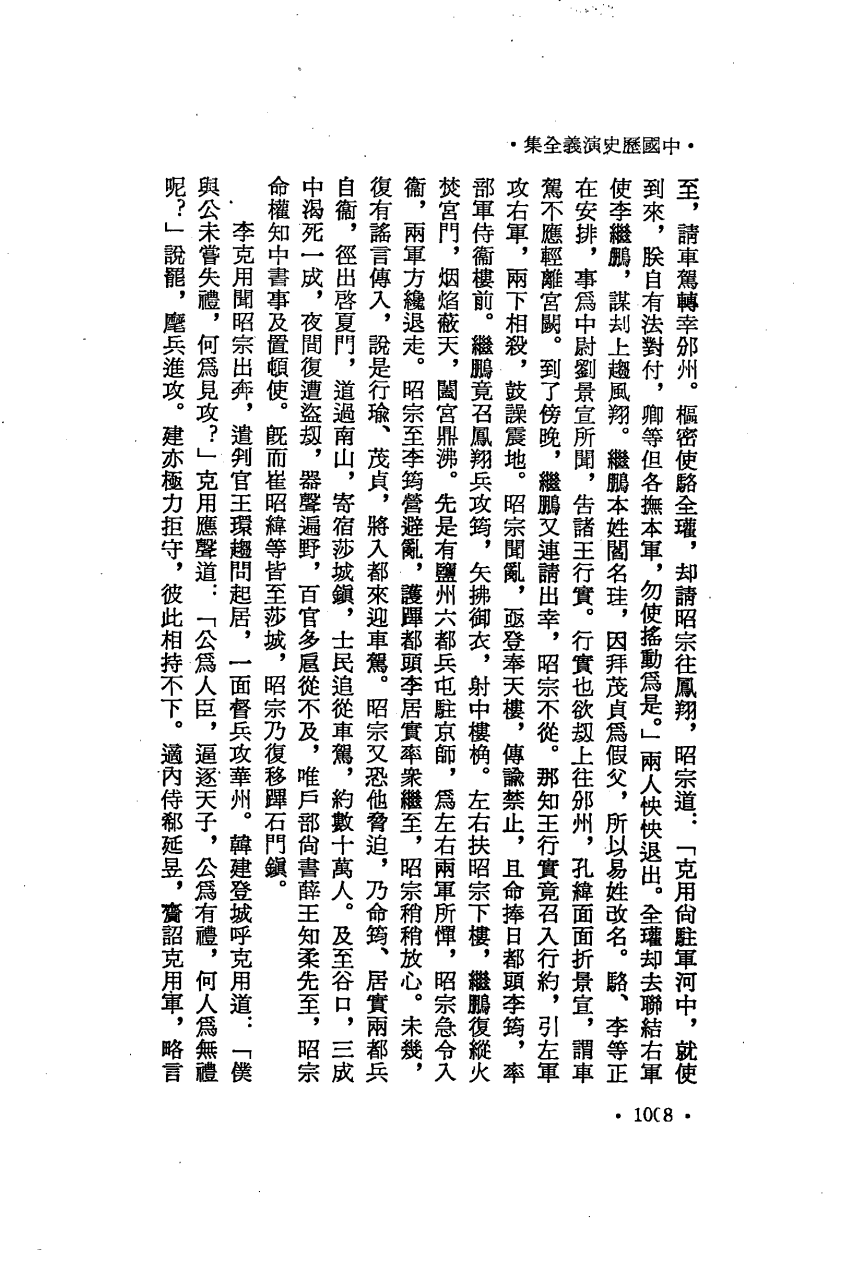 •中國歷史演義全集•
至，請車駕轉幸邠州。樞密使駱全瓘，却請昭宗往鳳翔，昭宗道：「克用尙駐軍河中，就使
到來，朕自有法對付，卿等但各撫本軍，勿使搖動爲是。」兩人怏怏退出。全瓘却去聯結右軍
使李繼鵬，謀刦上趨風翔。繼鵬本姓閻名珪，因拜茂貞爲假父，所以易姓改名。駱、李等正
在安排，事爲中尉劉景宣所聞，吿諸王行實。行實也欲刼上往邠州，孔緯面面折景宣，謂車
駕不應輕離宮闕。到了傍晚，繼鵬又連請出幸，昭宗不從。那知王行實竟召入行約，引左軍
攻右軍，兩下相殺，鼓譟震地。昭宗聞亂，亟登奉天樓，傳諭禁止，且命捧日都頭李筠，率
部軍侍衞樓前。繼鵬竟召鳳翔兵攻筠，矢拂御衣，射中樓桷。左右扶昭宗下樓，繼鵬復縱火
焚宮門，烟焰蔽天，闔宮鼎沸。先是有鹽州六都兵屯駐京師，爲左右兩軍所憚，昭宗急令入
衞，兩軍方纔退走。昭宗至李筠營避亂，護蹕都頭李居實率衆繼至，昭宗稍稍放心。未幾，
復有謠言傳入，說是行瑜、茂貞，將入都來迎車駕。昭宗又恐他脅迫，乃命筠、居實兩都兵
自衞，徑出啓夏門，道過南山，寄宿莎城鎭，士民追從車駕，約數十萬人。及至谷口，三成
中渴死一成，夜間復遭盜刼，哭聲遍野，百官多扈從不及，唯戶部尙書薛王知柔先至，昭宗
命權知中書事及置頓使。旣而崔昭緯等皆至莎城，昭宗乃復移蹕石門鎭。
李克用聞昭宗出奔，遣判官王環趨問起居，一面督兵攻華州。韓建登城呼克用道：「僕
與公未嘗失禮，何爲見攻？」克用應聲道：「公爲人臣，逼逐天子，公爲有禮，何人爲無禮
呢？」說罷，麾兵進攻。建亦極力拒守，彼此相持不下。適內侍郗延昱，齎詔克用軍，略言
•10(8•